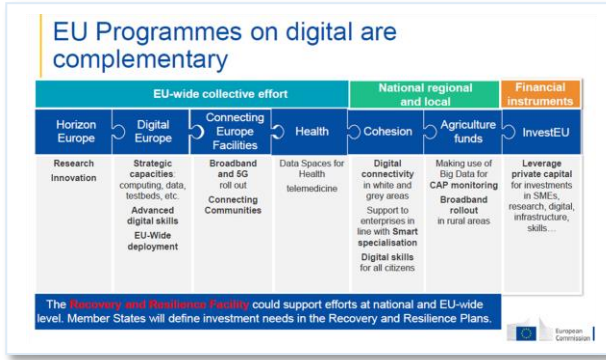 EU Programmes on digital are
complementary
EU-wide collective effort
National regional
and local
Financial
instruments
Horizon
Europe
Digital
Europe
Connecting
Europe
Facilities
Health
Cohesion
Agriculture
funds
InvestEU
Research
Innovation
Strategic
capacities:
computing, data,
testbeds, etc.
Advanced
digital skills
EU-Wide
deployment
Broadband
and 5G
roll out
Connecting
Communities
Data Spaces for
Health
telemedicine
Digital
connectivity
in white and
grey areas
Support to
enterprises in
line with Smart
specialisation
Digital skills
for all citizens
Making use of
Big Data for
CAP monitoring
Broadband
rollout
in rural areas
Leverage
private capital
for investments
in SMEs,
research, digital,
infrastructure,
skills…
The Recovery and Resilience Facility could support efforts at national and EU-wide
level. Member States will define investment needs in the Recovery and Resilience Plans.
European
Commission